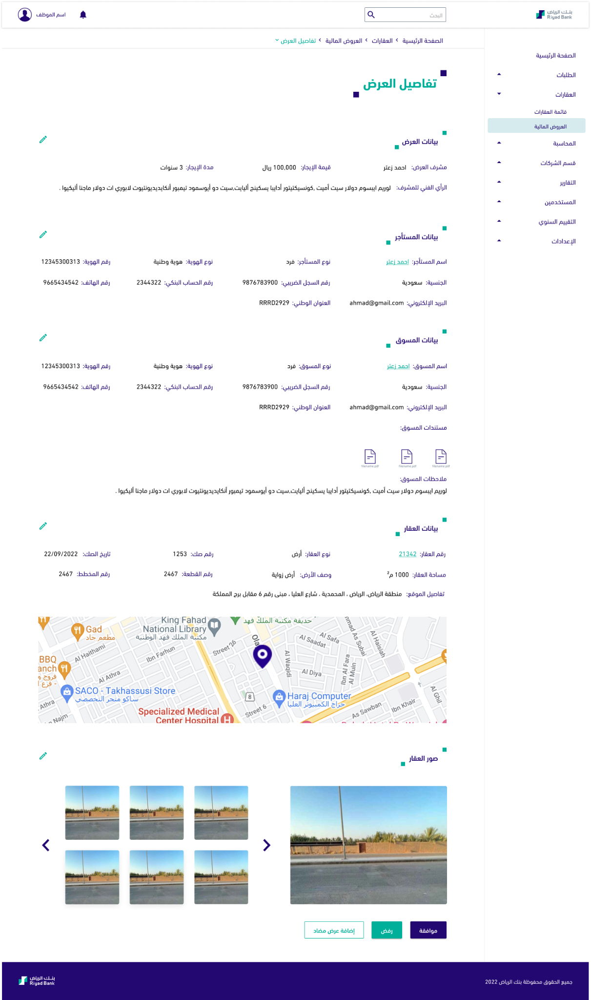 بنك الرياض
Riyad Bank
البحث
اسم الموظف
الصفحة الرئيسية
الطلبات
العقارات
قائمة العقارات
العروض المالية
المحاسبة
قسم الشركات
التقارير
المستخدمين
التقييم السنوي
الإعدادات
الصفحة الرئيسية > العقارات > العروض المالية > تفاصيل العرض
تفاصيل العرض
بيانات العرض
مشرف العرض: احمد زعتر قيمة الإيجار: 100,000 ريال مدة الإيجار: 3 سنوات
الرأي الفني للمشرف: لوريم ايبسوم دولار سيت أميت ,كونسيكتيتور أدايبا يسكينج أليايت,سيت دو أيوسمود تيمبور أنكايديديونتيوت لابوري ات دولار ماجنا أليكيوا .
بيانات المستأجر
اسم المستأجر: احمد زعتر نوع المستأجر: فرد نوع الهوية: هوية وطنية رقم الهوية: 12345300313
الجنسية: سعودية رقم السجل الضريبي: 9876783900 رقم الحساب البنكي: 2344322 رقم الهاتف: 9665434542
البريد الإلكتروني: ahmad@gmail.com العنوان الوطني: RRRD2929
بيانات المسوق
اسم المسوق: احمد زعتر نوع المسوق: فرد نوع الهوية: هوية وطنية رقم الهوية: 12345300313
الجنسية: سعودية رقم السجل الضريبي: 9876783900 رقم الحساب البنكي: 2344322 رقم الهاتف: 9665434542
البريد الإلكتروني: ahmad@gmail.com العنوان الوطني: RRRD2929
مستندات المسوق:
filename.pdf filename.pdf filename.pdf
ملاحظات المسوق:
لوريم ايبسوم دولار سيت أميت ,كونسيكتيتور أدايبا يسكينج أليايت,سيت دو أيوسمود تيمبور أنكايديديونتيوت لابوري ات دولار ماجنا أليكيوا .
بيانات العقار
رقم العقار: 21342 نوع العقار: أرض رقم صك: 1253 تاريخ الصك: 22/09/2022
مساحة العقار: 1000 م² وصف الأرض: أرض زواية رقم القطعة: 2467 رقم المخطط: 2467
تفاصيل الموقع: منطقة الرياض، الرياض ، المحمدية ، شارع العليا ، مبنى رقم 6 مقابل برج المملكة
King Fahad
National Library
مكتبة الملك فهد الوطنية
حديقة مكتبة الملك فهد
Gad
مطعم جاد
Al Haithami
Ibn Farhun
Street 26
Ola
Al Waqidi
Al Saadat
Al Safa
hmad As Subai
Al Haisiah
Al Diya
Ibn Al Fara
Al Muin
BBQ
anch
فروج و
- فرع ا
Al Athra
SACO - Takhassusi Store
ساكو متجر التخصصي
Athra
Najm
8
Haraj Computer
حراج الكمبيوتر العليا
Specialized Medical
Center Hospital
H
Street 6
As Sawban
Ibn Khair
Al Ghil
صور العقار
موافقة
رفض
إضافة عرض مضاد
جميع الحقوق محفوظة بنك الرياض 2022
بنك الرياض
Riyad Bank